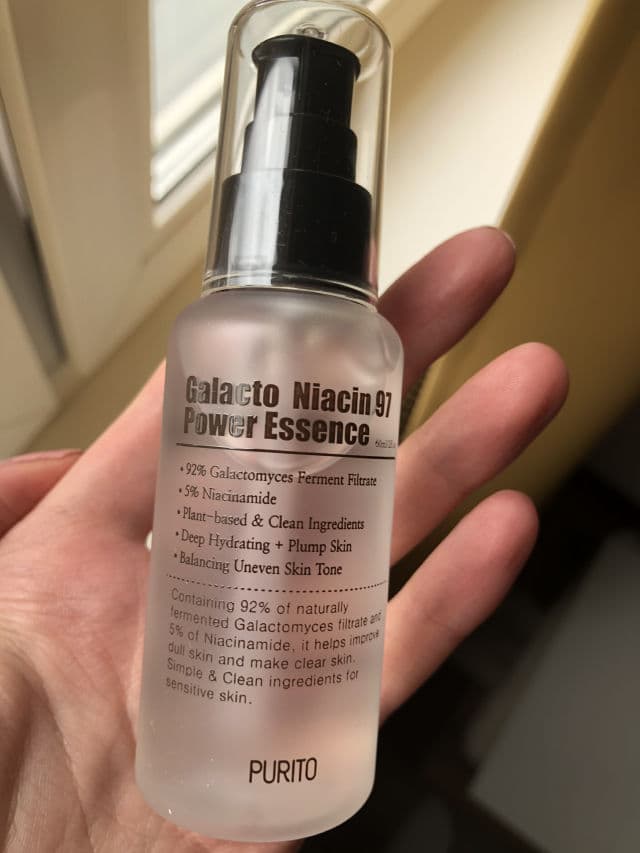 Galacto Niacin 97
Power Essence
• 92% Galactomyces Ferment Filtrate
• 5% Niacinamide
• Plant-based & Clean Ingredients
• Deep Hydrating + Plump Skin
• Balancing Uneven Skin Tone
Containing 92% of naturally
fermented Galactomyces filtrate and
5% of Niacinamide, it helps improve
dull skin and make clear skin.
Simple & Clean ingredients for
sensitive skin.
PURITO